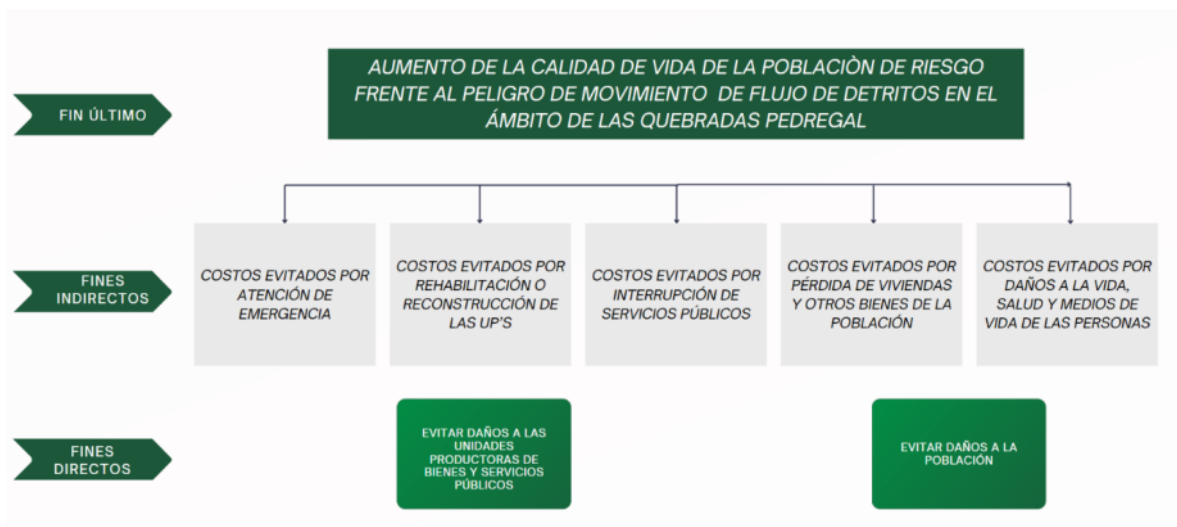 AUMENTO DE LA CALIDAD DE VIDA DE LA POBLACIÒN DE RIESGO
FRENTE AL PELIGRO DE MOVIMIENTO DE FLUJO DE DETRITOS EN EL
ÁMBITO DE LAS QUEBRADAS PEDREGAL
FIN ÚLTIMO
FINES
INDIRECTOS
COSTOS EVITADOS POR
ATENCIÓN DE
EMERGENCIA
COSTOS EVITADOS POR
REHABILITACIÓN O
RECONSTRUCCIÓN DE
LAS UP'S
COSTOS EVITADOS POR
INTERRUPCIÓN DE
SERVICIOS PÚBLICOS
COSTOS EVITADOS POR
PÉRDIDA DE VIVIENDAS
Y OTROS BIENES DE LA
POBLACIÓN
COSTOS EVITADOS POR
DAÑOS A LA VIDA,
SALUD Y MEDIOS DE
VIDA DE LAS PERSONAS
FINES
DIRECTOS
EVITAR DAÑOS A LAS
UNIDADES
PRODUCTORAS DE
BIENES Y SERVICIOS
PÚBLICOS
EVITAR DAÑOS A LA
POBLACIÓN